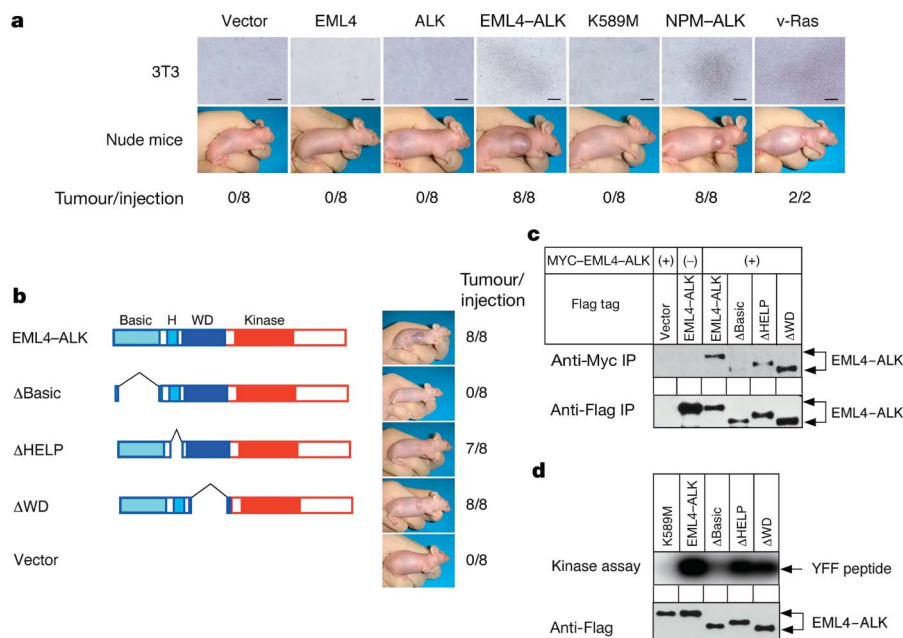 a
Vector EML4 ALK EML4–ALK K589M NPM–ALK v-Ras
3T3
Nude mice
Tumour/injection 0/8 0/8 0/8 8/8 0/8 8/8 2/2
b
Tumour/
injection
Basic H WD Kinase
EML4–ALK 8/8
ΔBasic 0/8
ΔHELP 7/8
ΔWD 8/8
Vector 0/8
c
MYC–EML4–ALK (+) (–) (+)
Flag tag Vector EML4–ALK EML4–ALK ΔBasic ΔHELP ΔWD
Anti-Myc IP EML4–ALK
Anti-Flag IP EML4–ALK
d
K589M EML4–ALK ΔBasic ΔHELP ΔWD
Kinase assay YFF peptide
Anti-Flag EML4–ALK